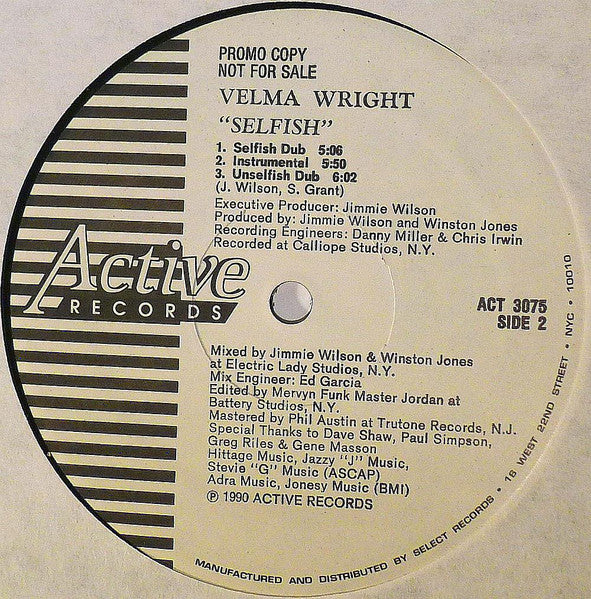 PROMO COPY
NOT FOR SALE
VELMA WRIGHT
"SELFISH"
1. Selfish Dub 5:06
2. Instrumental 5:50
3. Unselfish Dub 6:02
(J. Wilson, S. Grant)
Executive Producer: Jimmie Wilson
Produced by: Jimmie Wilson and Winston Jones
Recording Engineers: Danny Miller & Chris Irwin
Recorded at Calliope Studios, N.Y.
Active
RECORDS
ACT 3075
SIDE 2
Mixed by Jimmie Wilson & Winston Jones
at Electric Lady Studios, N.Y.
Mix Engineer: Ed Garcia
Edited by Mervyn Funk Master Jordan at
Battery Studios, N.Y.
Mastered by Phil Austin at Trutone Records, N.J.
Special Thanks to Dave Shaw, Paul Simpson,
Greg Riles & Gene Masson
Hittage Music, Jazzy "J" Music,
Stevie "G" Music (ASCAP)
Adra Music, Jonesy Music (BMI)
℗ 1990 ACTIVE RECORDS
MANUFACTURED AND DISTRIBUTED BY SELECT RECORDS • 16 WEST 22ND STREET • NYC • 10010